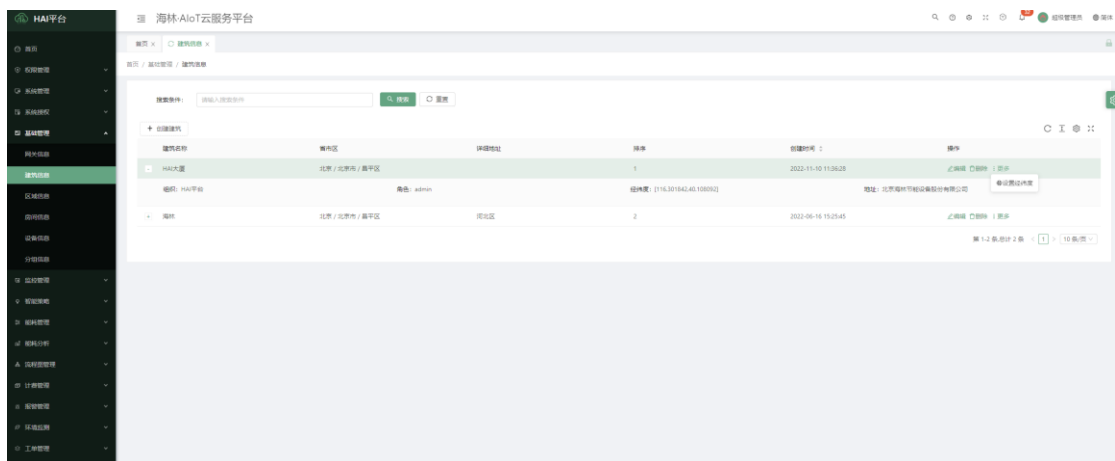 HAI平台
海林·AIoT云服务平台
超级管理员
简体
首页
建筑信息
首页 / 基础管理 / 建筑信息
首页
权限管理
系统管理
系统授权
基础管理
网关信息
建筑信息
区域信息
房间信息
设备信息
分组信息
监控管理
智能策略
能耗管理
能耗分析
流程图管理
计费管理
报警管理
环境监测
工单管理
搜索条件: 请输入搜索条件 搜索 重置
+ 创建建筑
建筑名称 省市区 详细地址 排序 创建时间 操作
HAI大厦 北京 / 北京市 / 昌平区 1 2022-11-10 11:36:28 编辑 删除 更多
设置经纬度
组织: HAI平台 角色: admin 经纬度: [116.301842,40.108092] 地址: 北京海林节能设备股份有限公司
海林 北京 / 北京市 / 昌平区 2 2022-06-16 15:25:45 编辑 删除 更多
第 1-2 条,总计 2 条 < 1 > 10 条/页